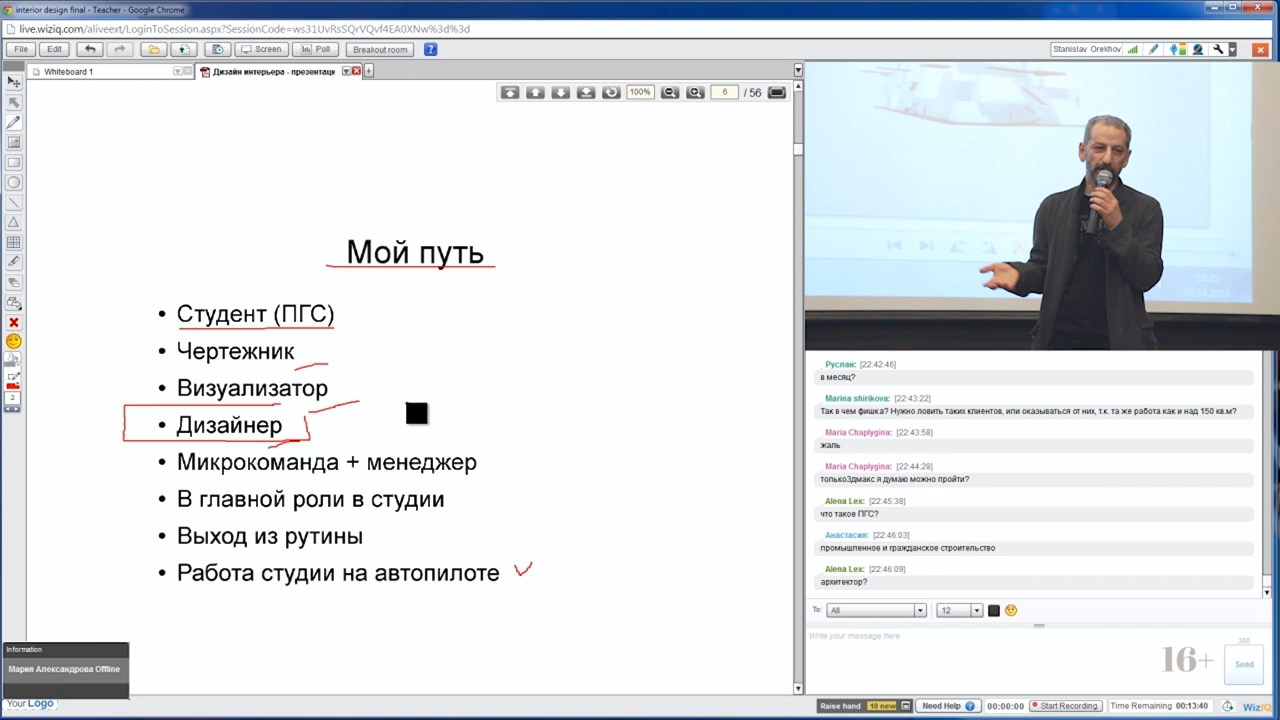 interior design final - Teacher - Google Chrome
live.wiziq.com/aliveext/LoginToSession.aspx?SessionCode=ws31UvRsSQrVQvf4EA0XNw%3d%3d
File Edit Screen Poll Breakout room ? Stanislav Orekhov
Whiteboard 1 Дизайн интерьера - презентаци
100% 6 / 56
Мой путь
• Студент (ПГС)
• Чертежник
• Визуализатор
• Дизайнер
• Микрокоманда + менеджер
• В главной роли в студии
• Выход из рутины
• Работа студии на автопилоте
2
Information
Мария Александрова Offline
Your Logo
Руслан: [22:42:46]
в месяц?
Marina shirikova: [22:43:22]
Так в чем фишка? Нужно ловить таких клиентов, или оказываться от них, т.к. та же работа как и над 150 кв.м?
Maria Chaplygina: [22:43:58]
жаль
Maria Chaplygina: [22:44:28]
только3дмакс я думаю можно пройти?
Alena Lex: [22:45:38]
что такое ПГС?
Анастасия: [22:46:03]
промышленное и гражданское строительство
Alena Lex: [22:46:09]
архитектор?
To: All 12
Write your message here
300
16+
Send
Raise hand 10 new Need Help ? 00:00:00 Start Recording Time Remaining 00:13:40 WizIQ